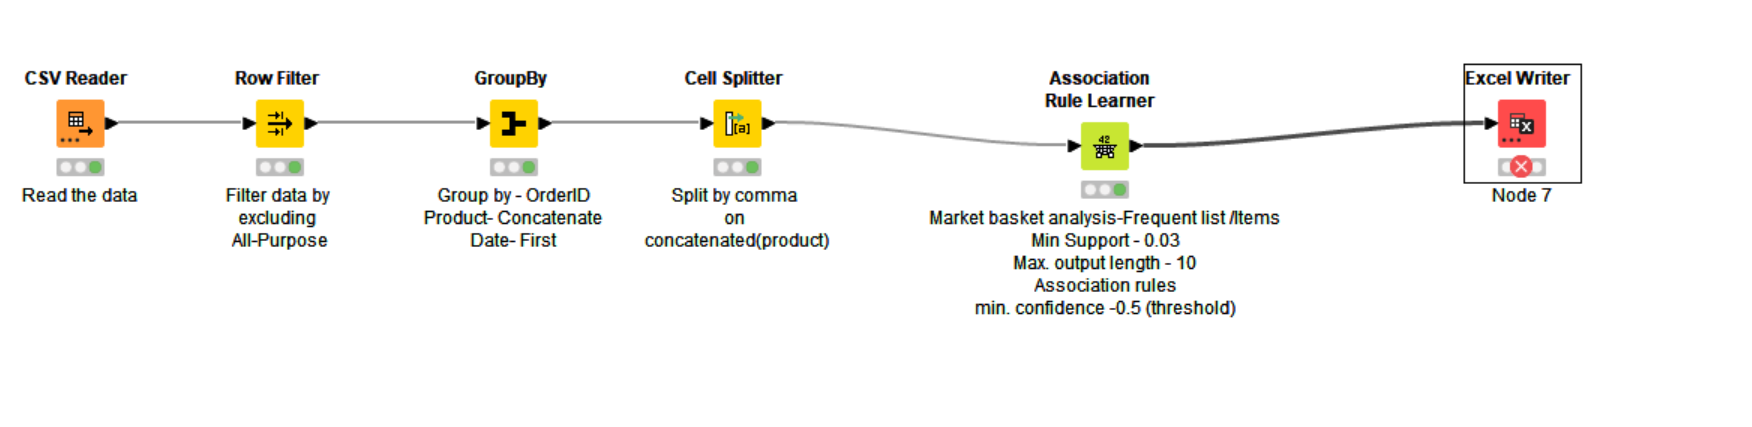 CSV Reader
Read the data
Row Filter
Filter data by
excluding
All-Purpose
GroupBy
Group by - OrderID
Product- Concatenate
Date- First
Cell Splitter
[a]
Split by comma
on
concatenated(product)
Association
Rule Learner
42
Market basket analysis-Frequent list /Items
Min Support - 0.03
Max. output length - 10
Association rules
min. confidence -0.5 (threshold)
Excel Writer
X
Node 7